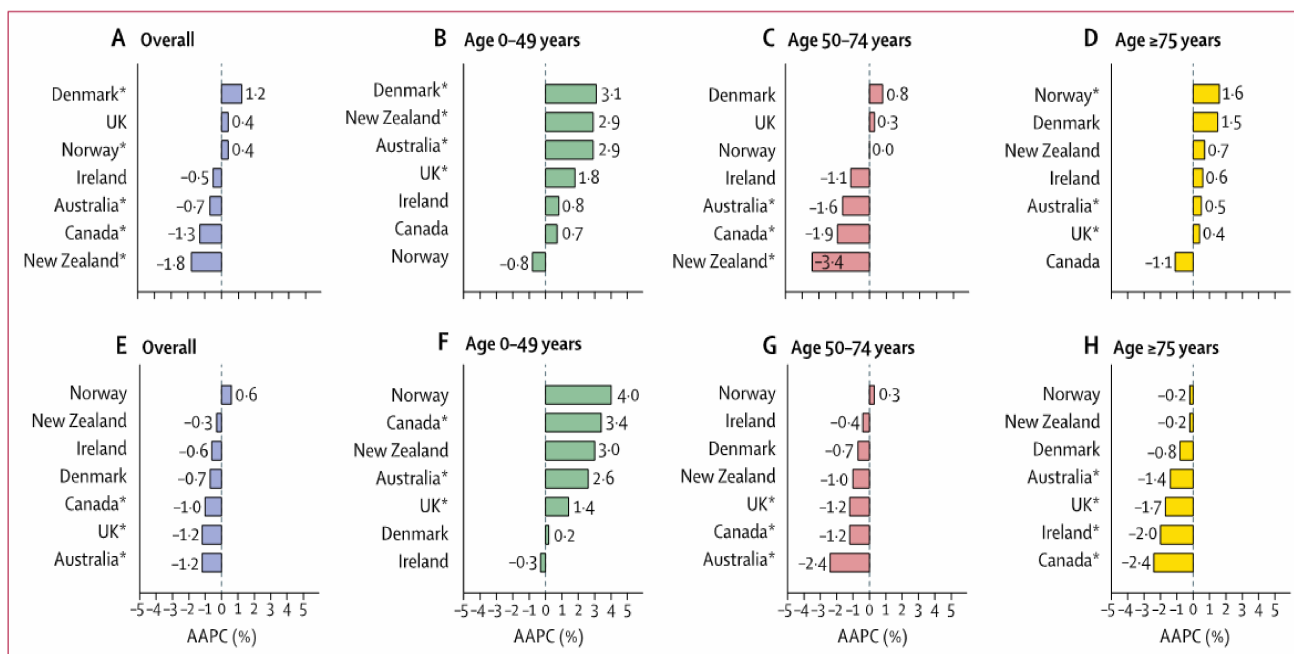 A Overall
Denmark* 1·2
UK 0·4
Norway* 0·4
Ireland –0·5
Australia* –0·7
Canada* –1·3
New Zealand* –1·8
B Age 0–49 years
Denmark* 3·1
New Zealand* 2·9
Australia* 2·9
UK* 1·8
Ireland 0·8
Canada 0·7
Norway –0·8
C Age 50–74 years
Denmark 0·8
UK 0·3
Norway 0·0
Ireland –1·1
Australia* –1·6
Canada* –1·9
New Zealand* –3·4
D Age ≥75 years
Norway* 1·6
Denmark 1·5
New Zealand 0·7
Ireland 0·6
Australia* 0·5
UK* 0·4
Canada –1·1
E Overall
Norway 0·6
New Zealand –0·3
Ireland –0·6
Denmark –0·7
Canada* –1·0
UK* –1·2
Australia* –1·2
–5 –4 –3 –2 –1 0 1 2 3 4 5
AAPC (%)
F Age 0–49 years
Norway 4·0
Canada* 3·4
New Zealand 3·0
Australia* 2·6
UK* 1·4
Denmark 0·2
Ireland –0·3
–5 –4 –3 –2 –1 0 1 2 3 4 5
AAPC (%)
G Age 50–74 years
Norway 0·3
Ireland –0·4
Denmark –0·7
New Zealand –1·0
UK* –1·2
Canada* –1·2
Australia* –2·4
–5 –4 –3 –2 –1 0 1 2 3 4 5
AAPC (%)
H Age ≥75 years
Norway –0·2
New Zealand –0·2
Denmark –0·8
Australia* –1·4
UK* –1·7
Ireland* –2·0
Canada* –2·4
–5 –4 –3 –2 –1 0 1 2 3 4 5
AAPC (%)